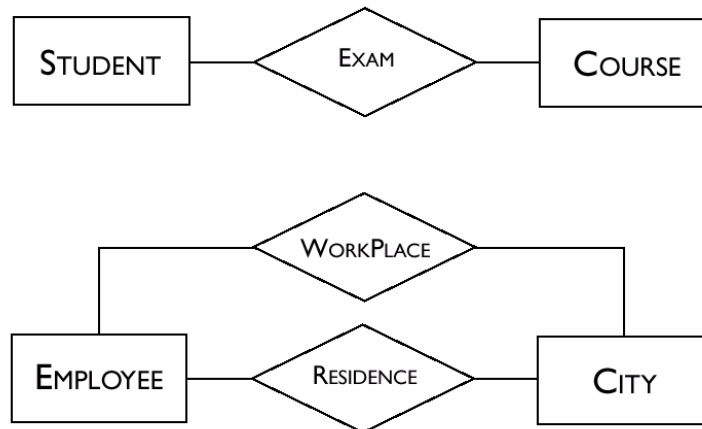 STUDENT
EXAM
COURSE
WORKPLACE
EMPLOYEE
RESIDENCE
CITY